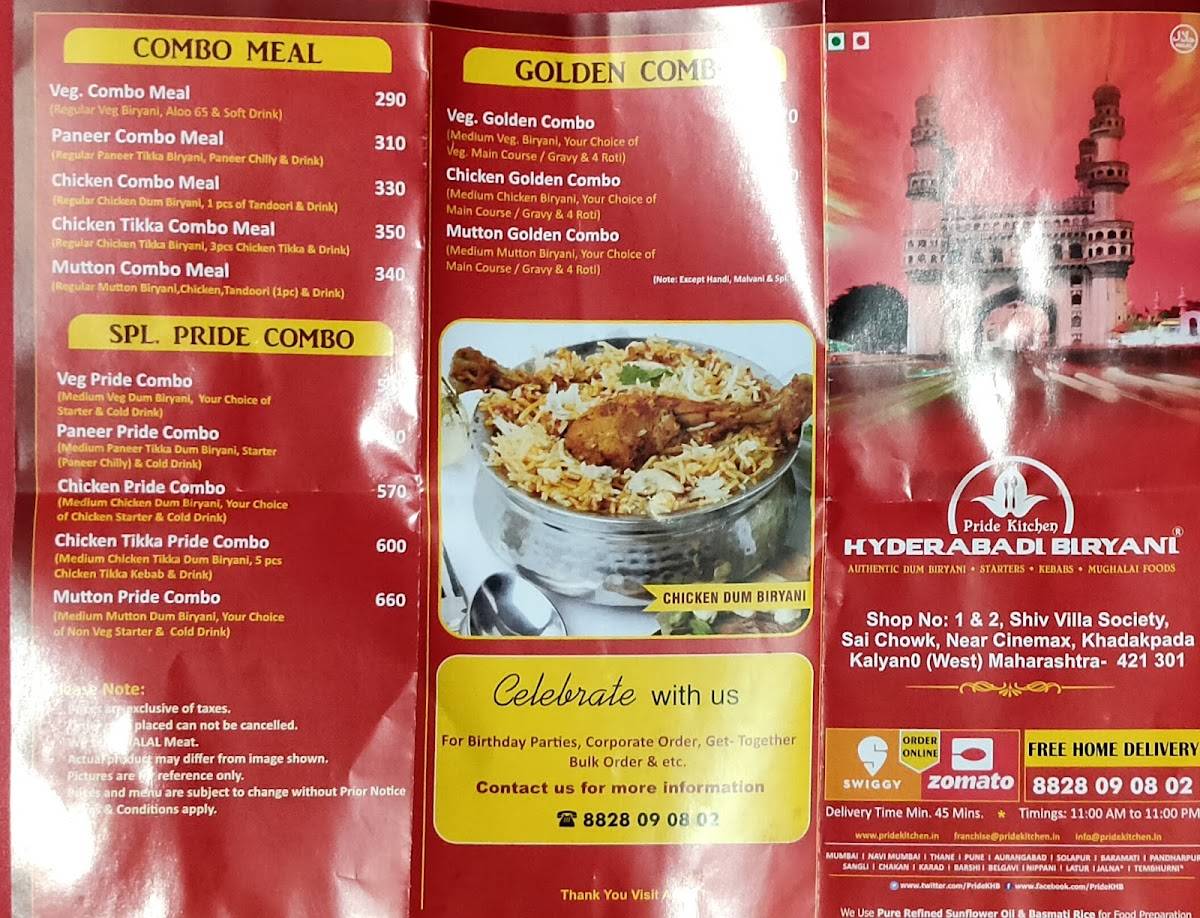 COMBO MEAL
Veg. Combo Meal 290
(Regular Veg Biryani, Aloo 65 & Soft Drink)
Paneer Combo Meal 310
(Regular Paneer Tikka Biryani, Paneer Chilly & Drink)
Chicken Combo Meal 330
(Regular Chicken Dum Biryani, 1 pcs of Tandoori & Drink)
Chicken Tikka Combo Meal 350
(Regular Chicken Tikka Biryani, 3pcs Chicken Tikka & Drink)
Mutton Combo Meal 340
(Regular Mutton Biryani,Chicken,Tandoori (1pc) & Drink)
SPL. PRIDE COMBO
Veg Pride Combo
(Medium Veg Dum Biryani, Your Choice of
Starter & Cold Drink)
Paneer Pride Combo
(Medium Paneer Tikka Dum Biryani, Starter
(Paneer Chilly) & Cold Drink)
Chicken Pride Combo 570
(Medium Chicken Dum Biryani, Your Choice
of Chicken Starter & Cold Drink)
Chicken Tikka Pride Combo 600
(Medium Chicken Tikka Dum Biryani, 5 pcs
Chicken Tikka Kebab & Drink)
Mutton Pride Combo 660
(Medium Mutton Dum Biryani, Your Choice
of Non Veg Starter & Cold Drink)
Note:
exclusive of taxes.
placed can not be cancelled.
Meat.
Actual product may differ from image shown.
Pictures are for reference only.
Prices and menu are subject to change without Prior Notice
& Conditions apply.
GOLDEN
Veg. Golden Combo
(Medium Veg. Biryani, Your Choice of
Veg. Main Course / Gravy & 4 Roti)
Chicken Golden Combo
(Medium Chicken Biryani, Your Choice of
Main Course / Gravy & 4 Roti)
Mutton Golden Combo
(Medium Mutton Biryani, Your Choice of
Main Course / Gravy & 4 Roti)
(Note: Except Handi, Malvani & Spl.
CHICKEN DUM BIRYANI
Celebrate with us
For Birthday Parties, Corporate Order, Get- Together
Bulk Order & etc.
Contact us for more information
☎ 8828 09 08 02
Thank You Visit
Pride Kitchen
HYDERABADI BIRYANI®
AUTHENTIC DUM BIRYANI • STARTERS • KEBABS • MUGHALAI FOODS
Shop No: 1 & 2, Shiv Villa Society,
Sai Chowk, Near Cinemax, Khadakpada
Kalyan0 (West) Maharashtra- 421 301
SWIGGY
ORDER
ONLINE
zomato
FREE HOME DELIVERY
8828 09 08 02
Delivery Time Min. 45 Mins. * Timings: 11:00 AM to 11:00 PM
www.pridekitchen.in franchise@pridekitchen.in info@pridekitchen.in
MUMBAI | NAVI MUMBAI | THANE | PUNE | AURANGABAD | SOLAPUR | BARAMATI | PANDHARPUR
SANGLI | CHAKAN | KARAD | BARSHI | BELGAVI | NIPPANI | LATUR | JALNA* | TEMBHURNI*
www.twitter.com/PrideKHB www.facebook.com/PrideKHB
We Use Pure Refined Sunflower Oil & Basmati Rice for Food Preparation